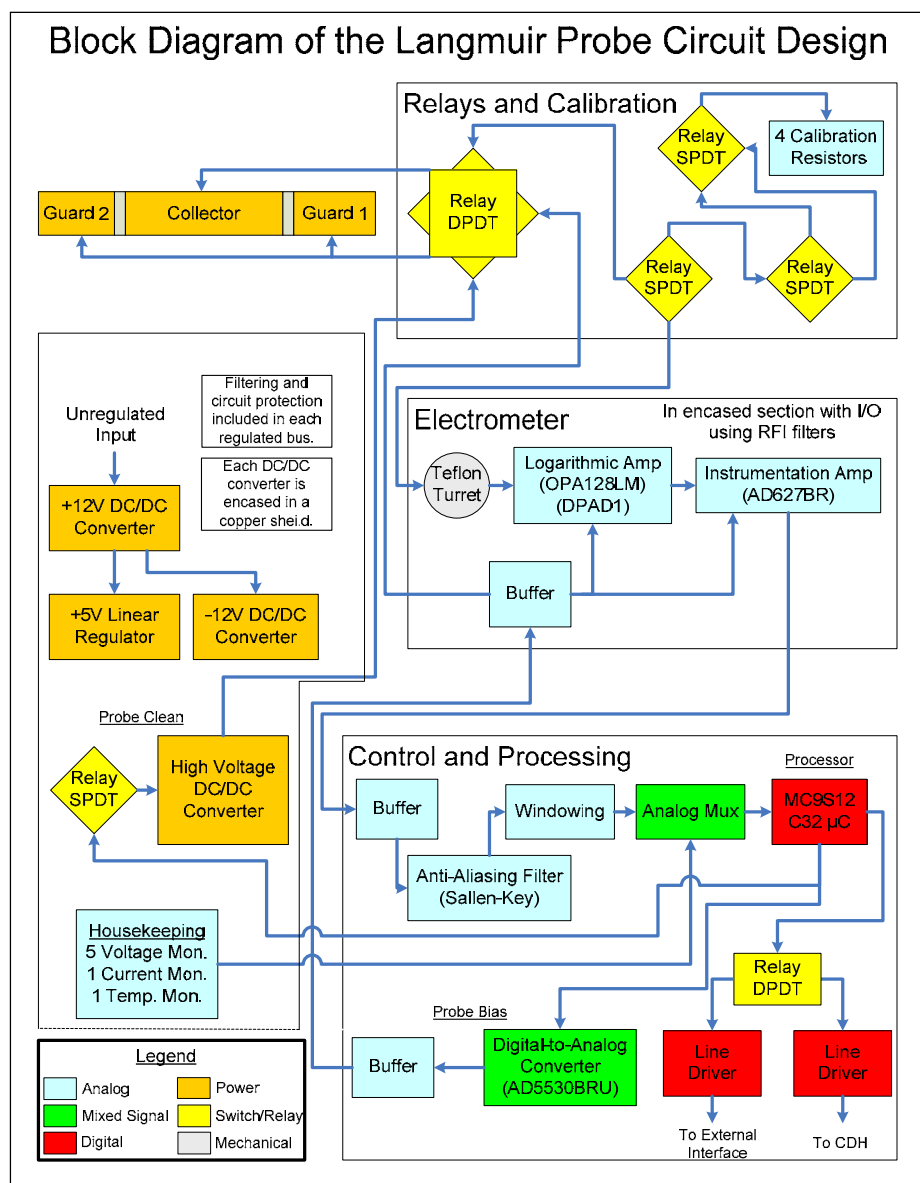 Block Diagram of the Langmuir Probe Circuit Design
Relays and Calibration
Relay
SPDT
4 Calibration
Resistors
Relay
DPDT
Guard 2
Collector
Guard 1
Relay
SPDT
Relay
SPDT
Unregulated
Input
Filtering and
circuit protection
included in each
regulated bus.
Each DC/DC
converter is
encased in a
copper shei.d.
+12V DC/DC
Converter
+5V Linear
Regulator
–12V DC/DC
Converter
Electrometer
In encased section with I/O
using RFI filters
Teflon
Turret
Logarithmic Amp
(OPA128LM)
(DPAD1)
Instrumentation Amp
(AD627BR)
Buffer
Probe Clean
Relay
SPDT
High Voltage
DC/DC
Converter
Housekeeping
5 Voltage Mon.
1 Current Mon.
1 Temp. Mon.
Control and Processing
Processor
Buffer
Windowing
Analog Mux
MC9S12
C32 µC
Anti-Aliasing Filter
(Sallen-Key)
Relay
DPDT
Probe Bias
Buffer
Digital-to-Analog
Converter
(AD5530BRU)
Line
Driver
Line
Driver
To External
Interface
To CDH
Legend
Analog
Power
Mixed Signal
Switch/Relay
Digital
Mechanical